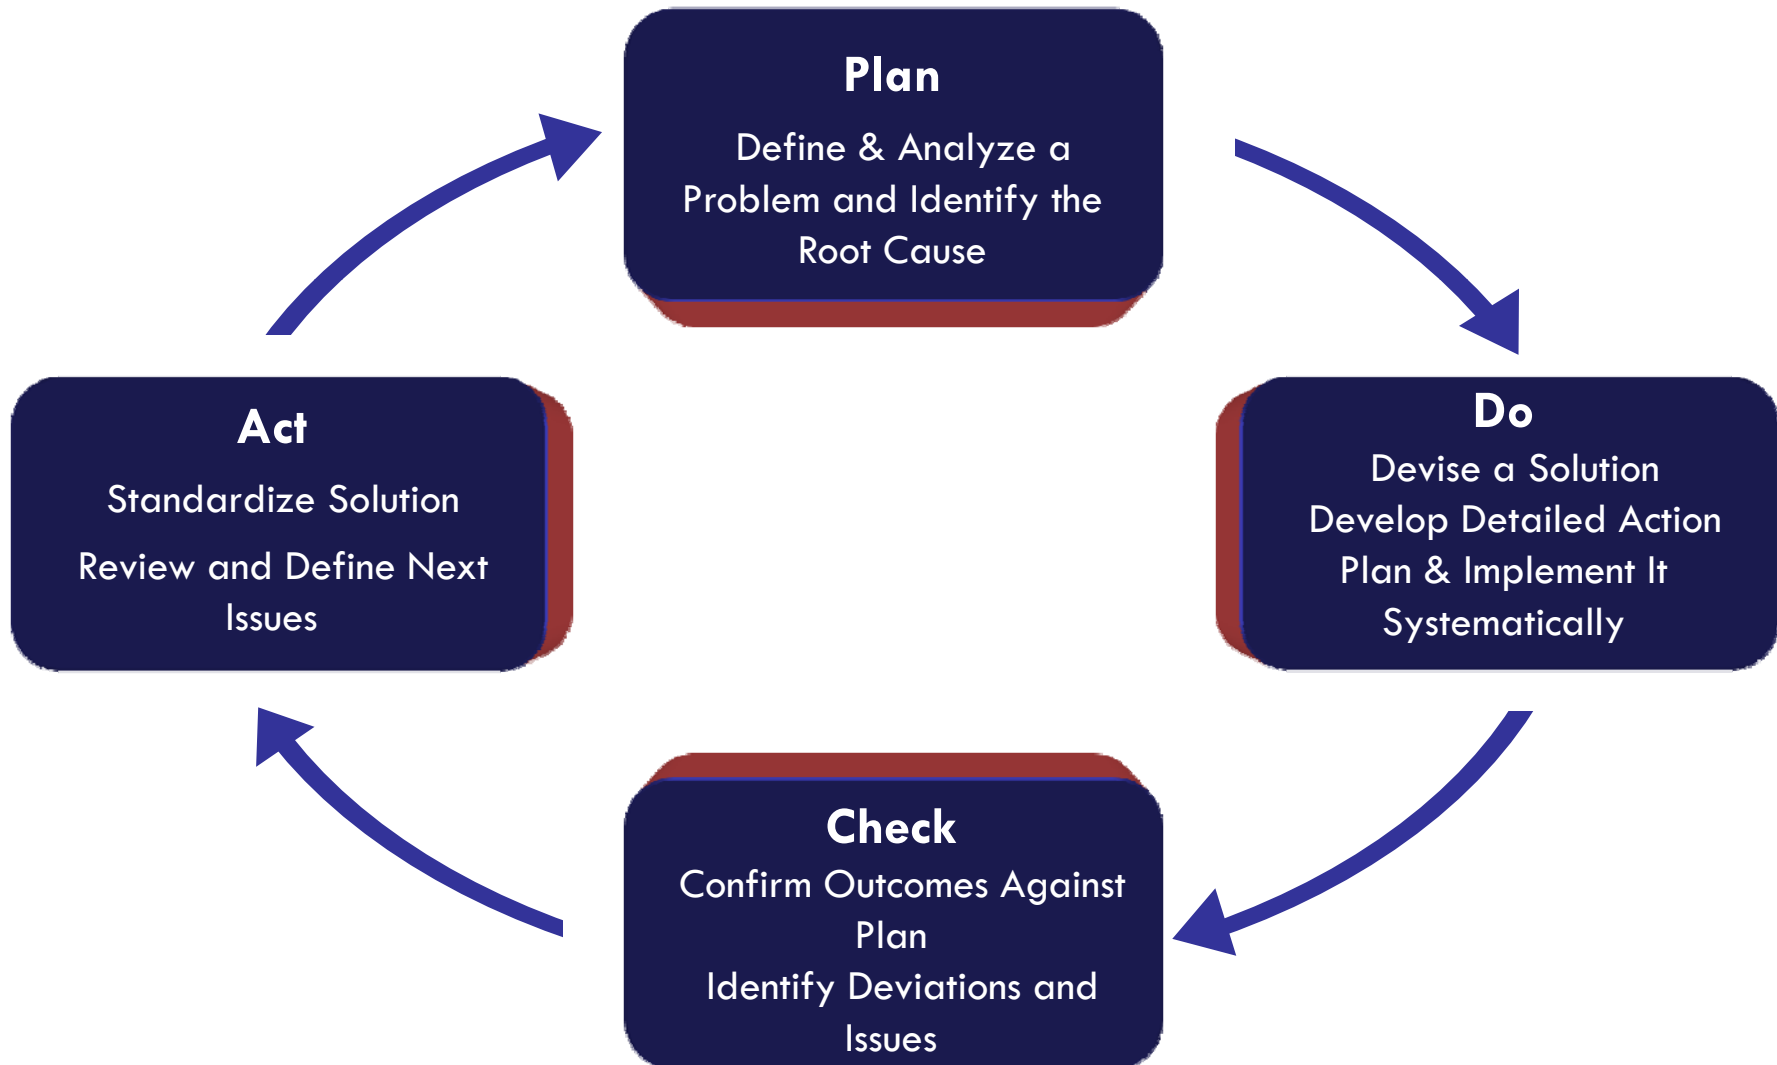 Plan
Define & Analyze a
Problem and Identify the
Root Cause
Do
Devise a Solution
Develop Detailed Action
Plan & Implement It
Systematically
Check
Confirm Outcomes Against
Plan
Identify Deviations and
Issues
Act
Standardize Solution
Review and Define Next
Issues